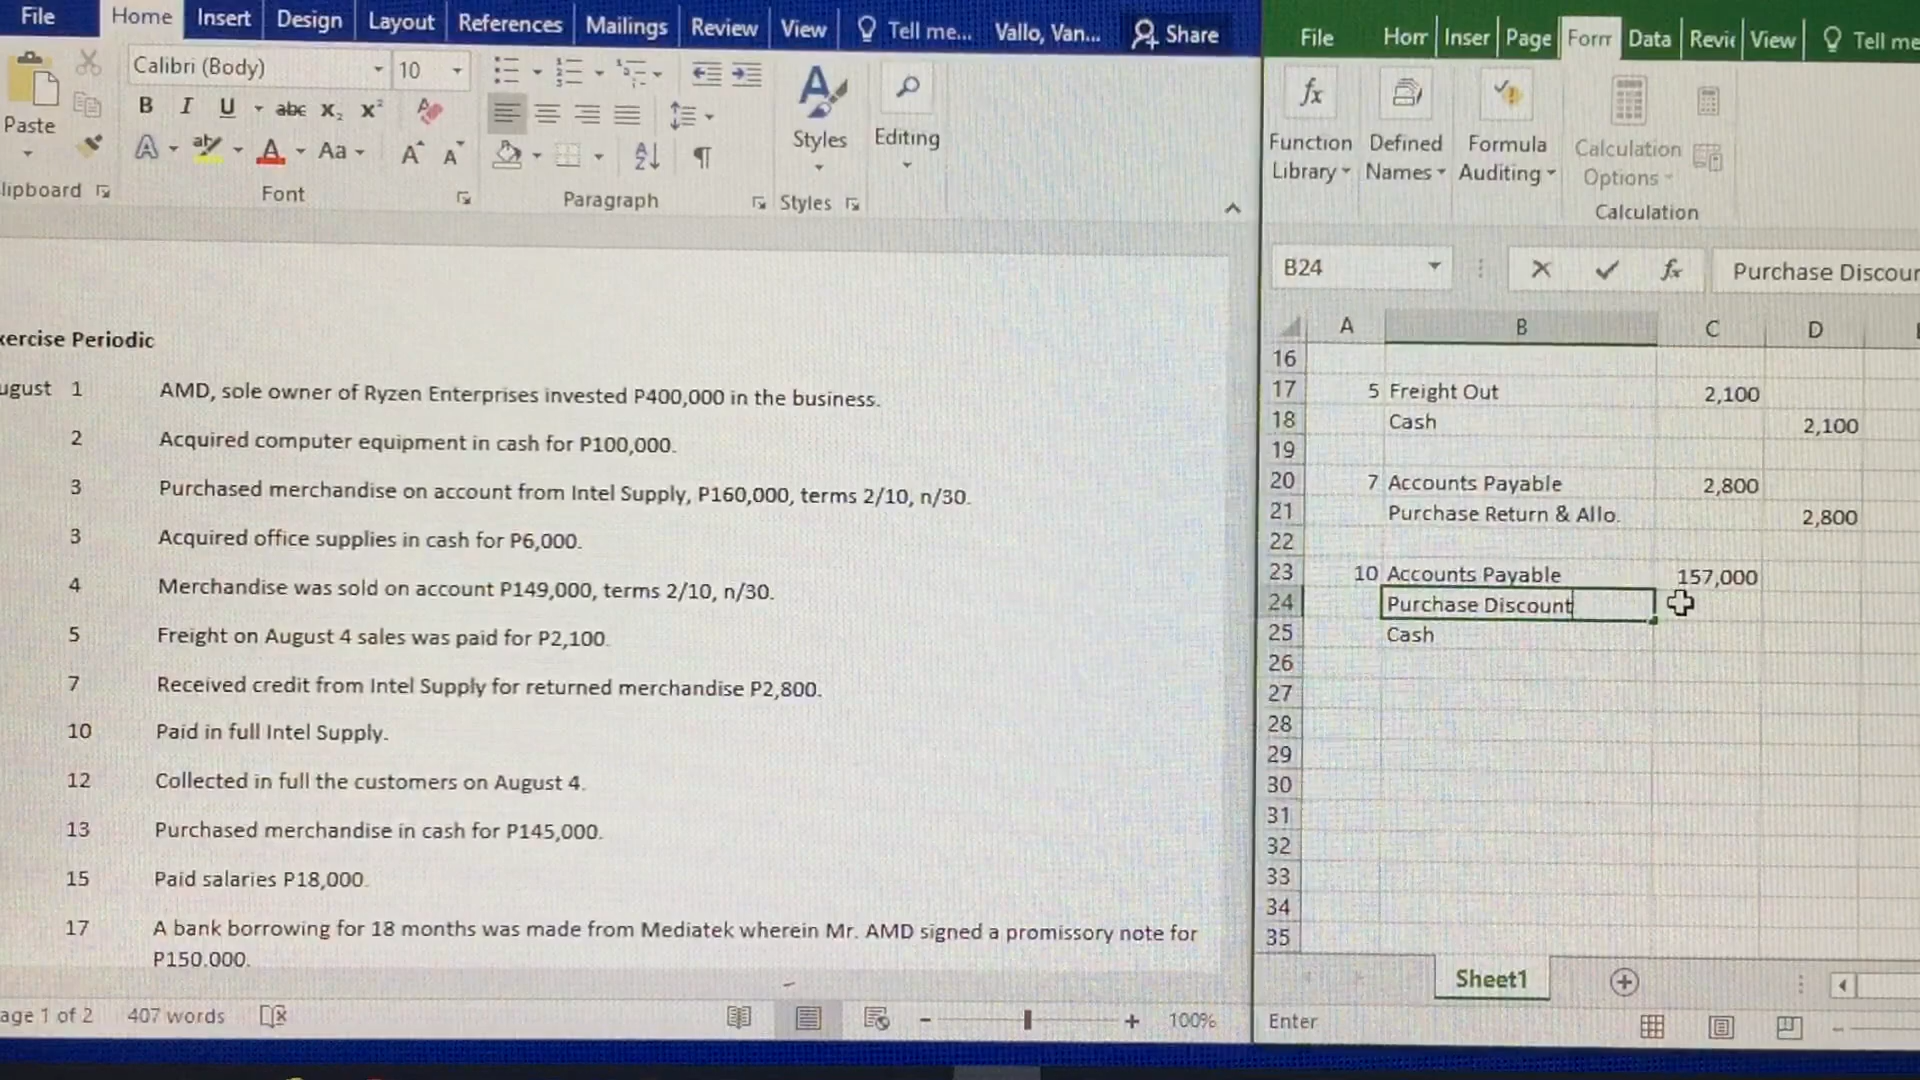 File Home Insert Design Layout References Mailings Review View Tell me... Vallo, Van... Share
Calibri (Body) 10
Paste
B I U abc X₂ X²
Aa
Styles
Editing
lipboard
Font
Paragraph
Styles
xercise Periodic
ugust 1 AMD, sole owner of Ryzen Enterprises invested P400,000 in the business.
2 Acquired computer equipment in cash for P100,000.
3 Purchased merchandise on account from Intel Supply, P160,000, terms 2/10, n/30.
3 Acquired office supplies in cash for P6,000.
4 Merchandise was sold on account P149,000, terms 2/10, n/30.
5 Freight on August 4 sales was paid for P2,100.
7 Received credit from Intel Supply for returned merchandise P2,800.
10 Paid in full Intel Supply.
12 Collected in full the customers on August 4.
13 Purchased merchandise in cash for P145,000.
15 Paid salaries P18,000.
17 A bank borrowing for 18 months was made from Mediatek wherein Mr. AMD signed a promissory note for
P150.000.
age 1 of 2 407 words
100%
File Hom Inser Page Form Data Revie View Tell me
fx
Function Library
Defined Names
Formula Auditing
Calculation Options
Calculation
B24 fx Purchase Discour
A B C D
16
17 5 Freight Out 2,100
18 Cash 2,100
19
20 7 Accounts Payable 2,800
21 Purchase Return & Allo. 2,800
22
23 10 Accounts Payable 157,000
24 Purchase Discount
25 Cash
26
27
28
29
30
31
32
33
34
35
Sheet1
Enter